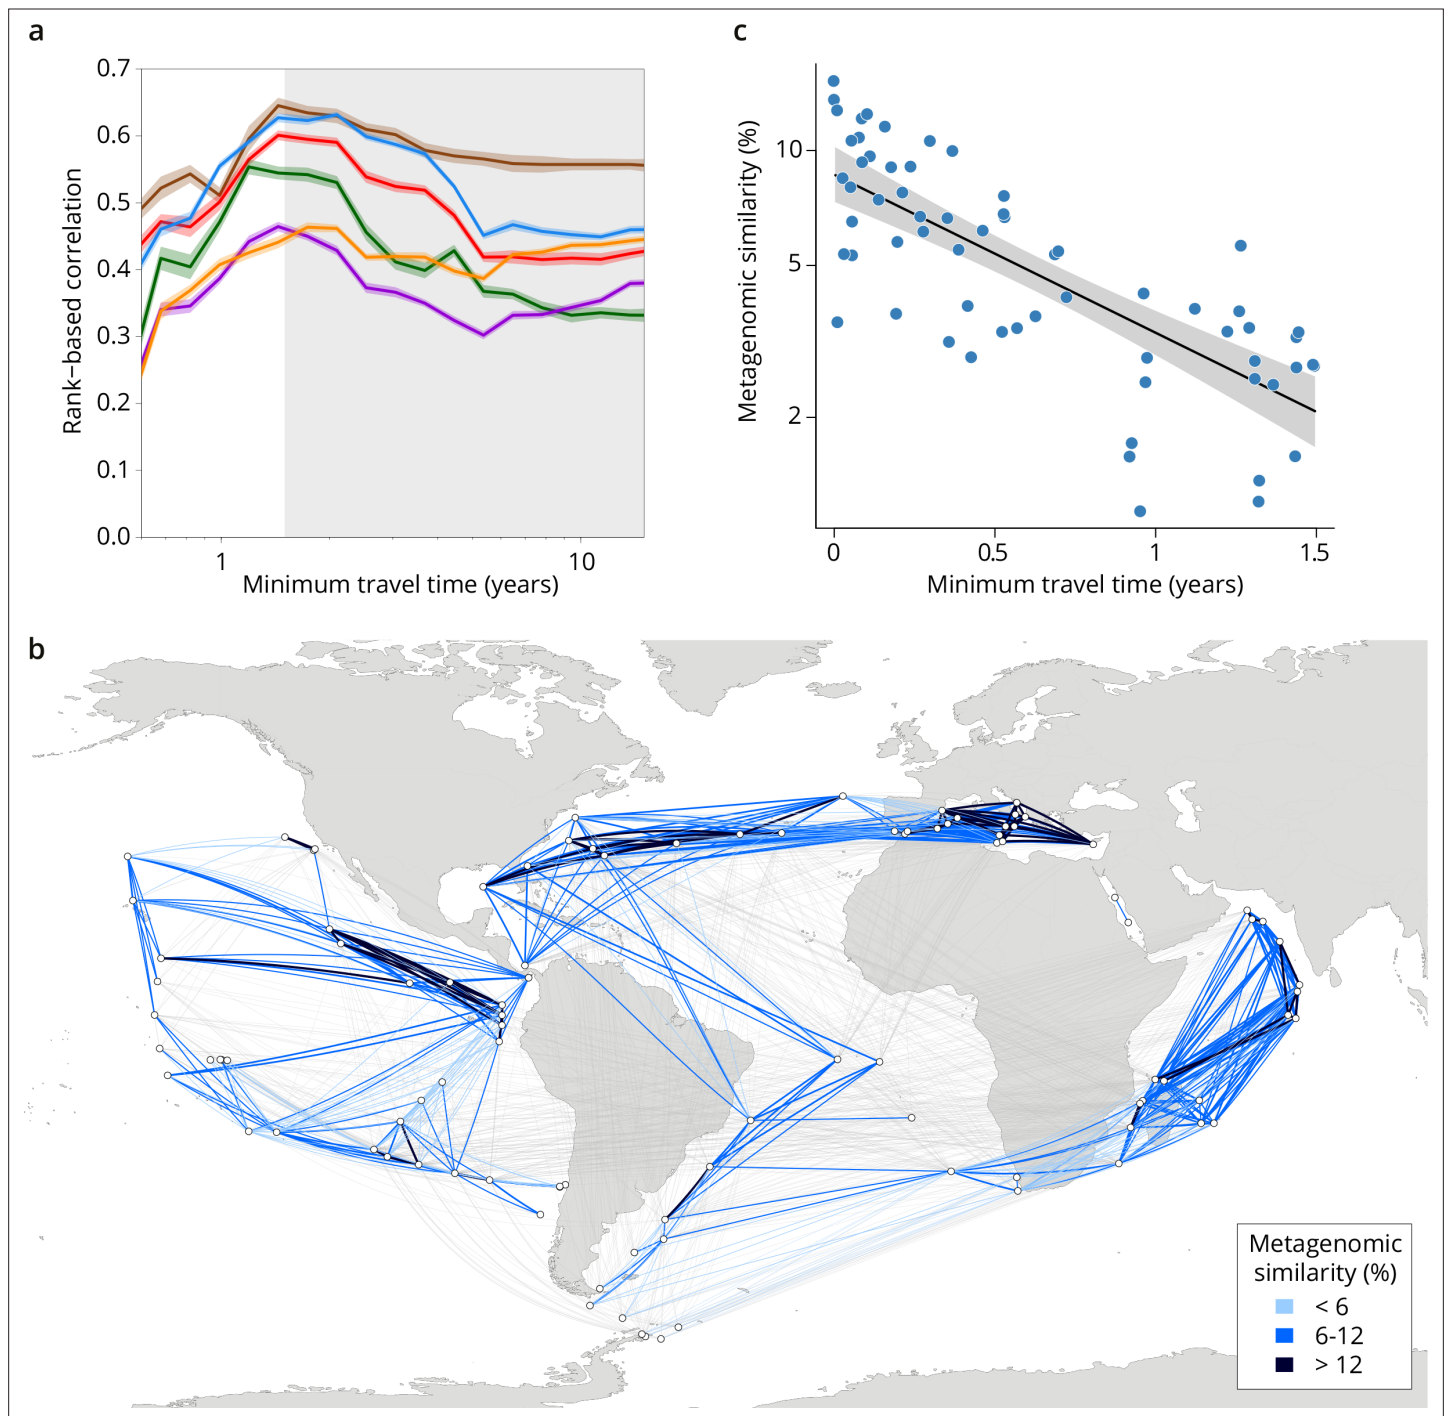 a
0.7
0.6
0.5
0.4
0.3
0.2
0.1
0.0
Rank−based correlation
1
10
Minimum travel time (years)
c
10
5
2
Metagenomic similarity (%)
0
0.5
1
1.5
Minimum travel time (years)
b
Metagenomic
similarity (%)
< 6
6-12
> 12